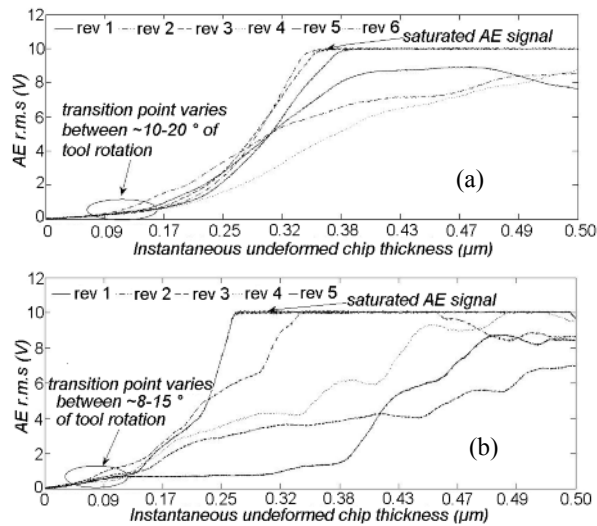 rev 1 rev 2 rev 3 rev 4 rev 5 rev 6
saturated AE signal
transition point varies
between ~10-20 ° of
tool rotation
(a)
AE r.m.s (V)
12
10
8
6
4
2
0
0 0.09 0.17 0.25 0.32 0.38 0.43 0.47 0.49 0.50
Instantaneous undeformed chip thickness (µm)
rev 1 rev 2 rev 3 rev 4 rev 5
saturated AE signal
transition point varies
between ~8-15 °
of tool rotation
(b)
AE r.m.s (V)
12
10
8
6
4
2
0
0 0.09 0.17 0.25 0.32 0.38 0.43 0.47 0.49 0.50
Instantaneous undeformed chip thickness (µm)